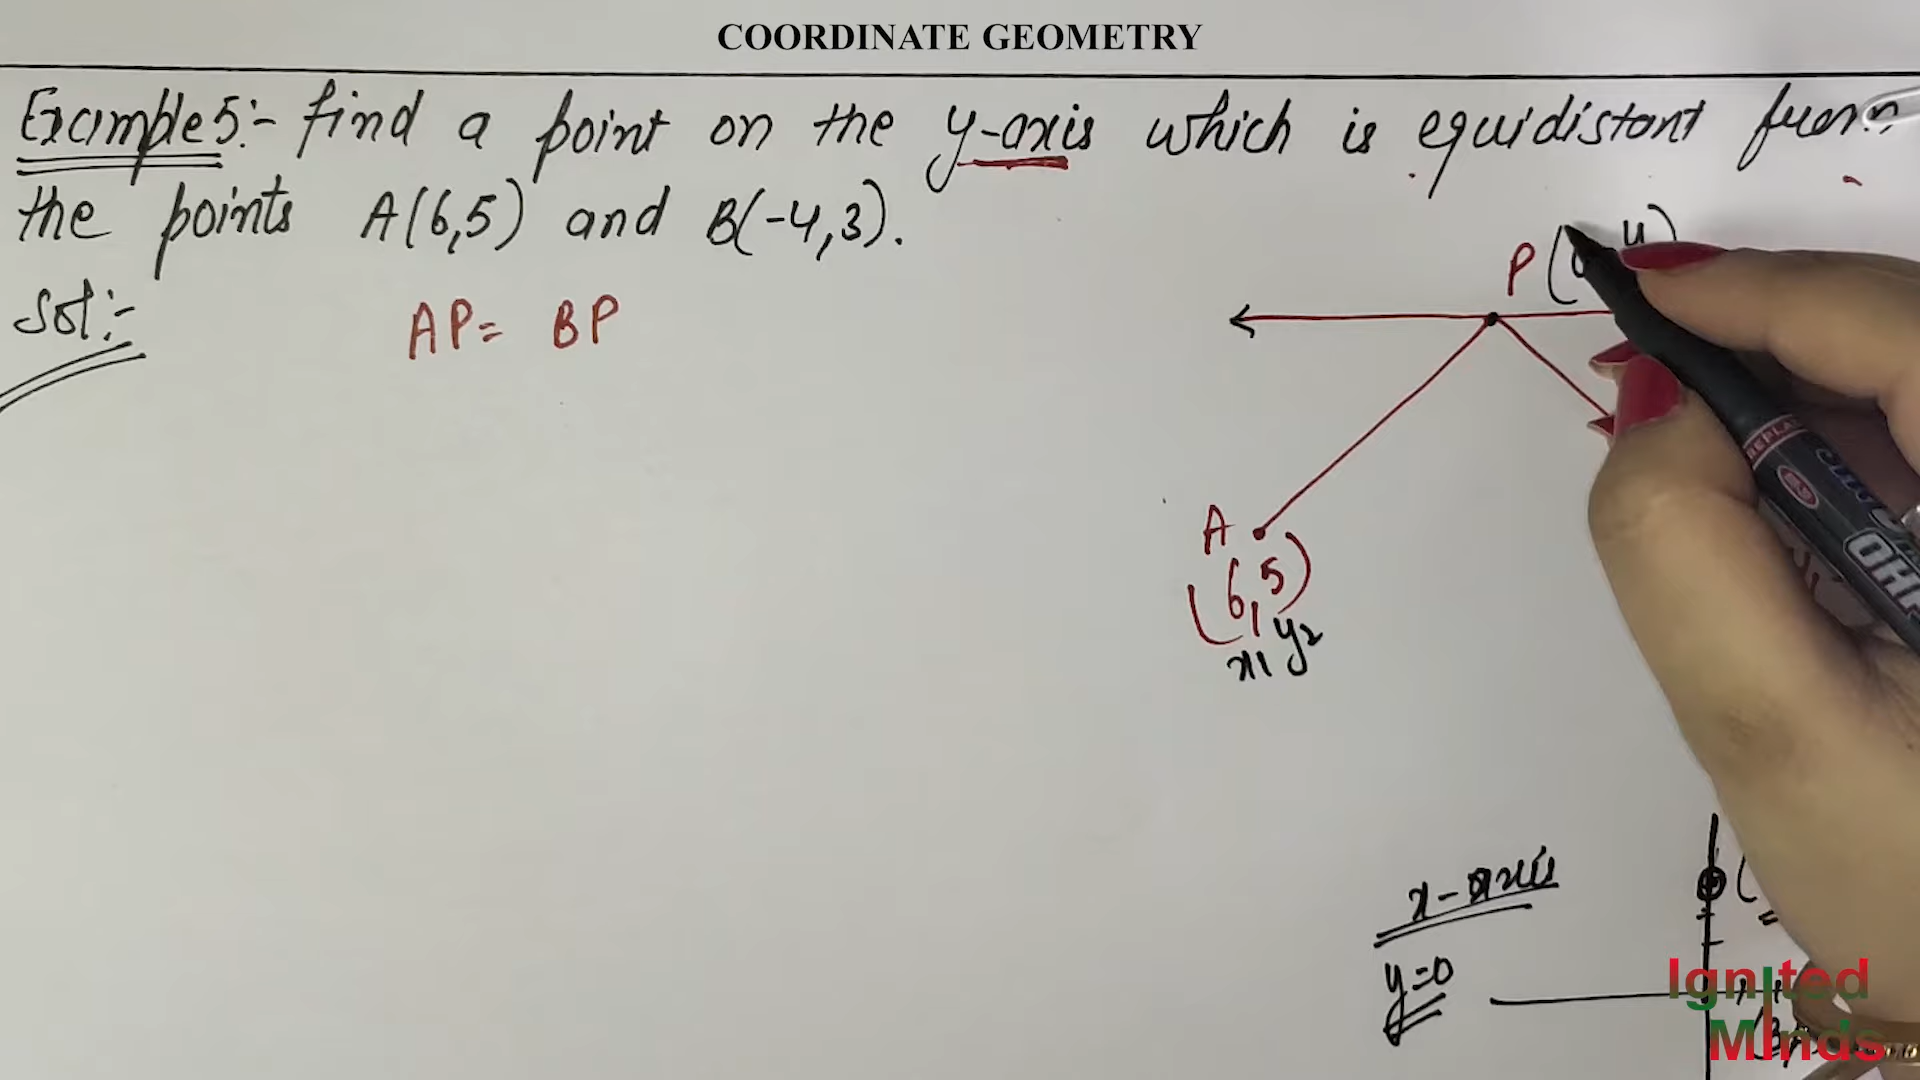 COORDINATE GEOMETRY
Example 5:- find a point on the y-axis which is equidistant from
the points A(6,5) and B(-4,3).
Sol:-
AP = BP
P (
y)
A
(6,5)
x1 y2
x-axis
y=0
Ignited
Minds